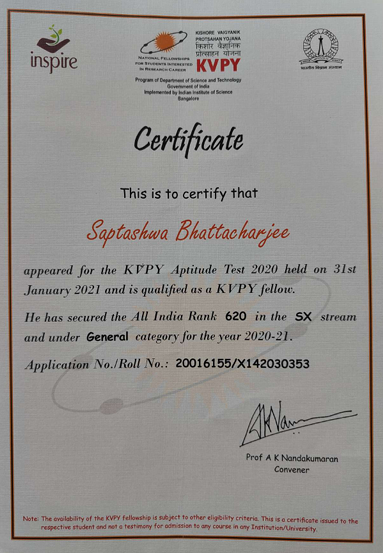 inspire
NATIONAL FELLOWSHIPS
FOR STUDENTS INTERESTED
IN RESEARCH CAREER
KISHORE VAIGYANIK
PROTSAHAN YOJANA
किशोर वैज्ञानिक
प्रोत्साहन योजना
KVPY
भारतीय विज्ञान संस्थान
Program of Department of Science and Technology
Government of India
Implemented by Indian Institute of Science
Bangalore
Certificate
This is to certify that
Saptashwa Bhattacharjee
appeared for the KVPY Aptitude Test 2020 held on 31st
January 2021 and is qualified as a KVPY fellow.
He has secured the All India Rank 620 in the SX stream
and under General category for the year 2020-21.
Application No./Roll No.: 20016155/X142030353
Prof A K Nandakumaran
Convener
Note: The availability of the KVPY fellowship is subject to other eligibility criteria. This is a certificate issued to the
respective student and not a testimony for admission to any course in any Institution/University.